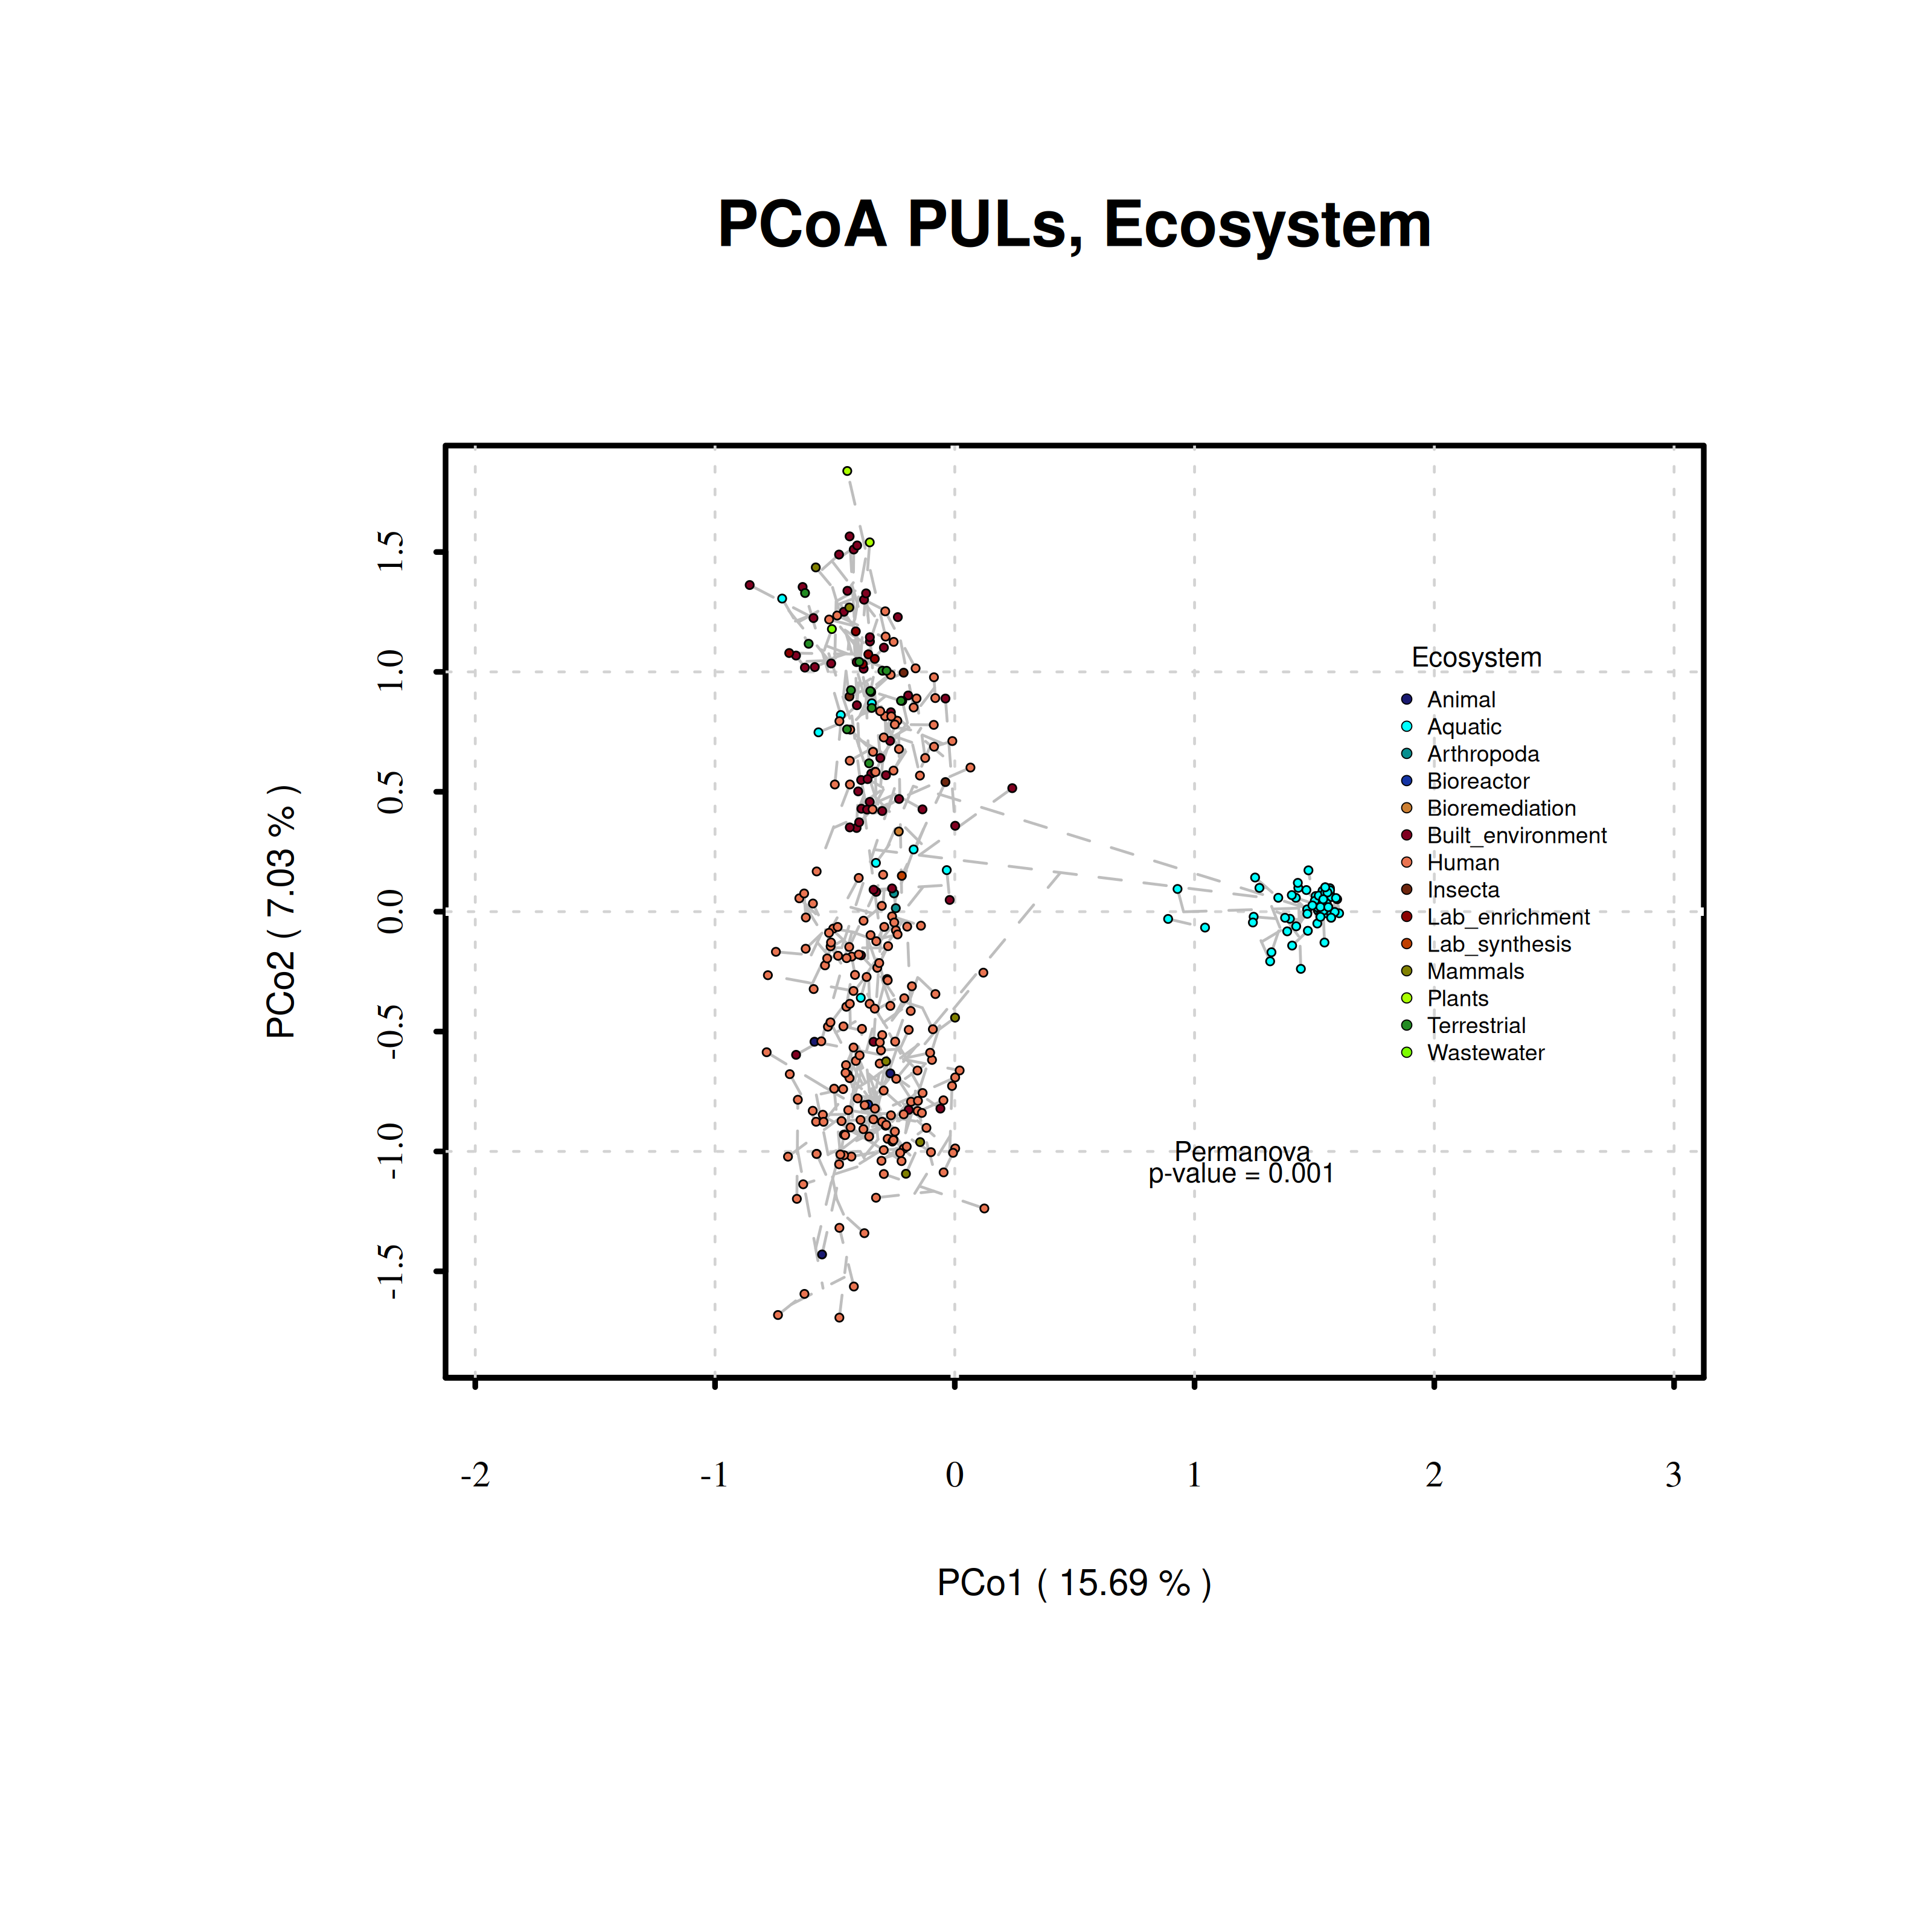 PCoA PULs, Ecosystem
PCo2 ( 7.03 % )
1.5
1.0
0.5
0.0
-0.5
-1.0
-1.5
Ecosystem
Animal
Aquatic
Arthropoda
Bioreactor
Bioremediation
Built_environment
Human
Insecta
Lab_enrichment
Lab_synthesis
Mammals
Plants
Terrestrial
Wastewater
Permanova
p-value = 0.001
-2 -1 0 1 2 3
PCo1 ( 15.69 % )